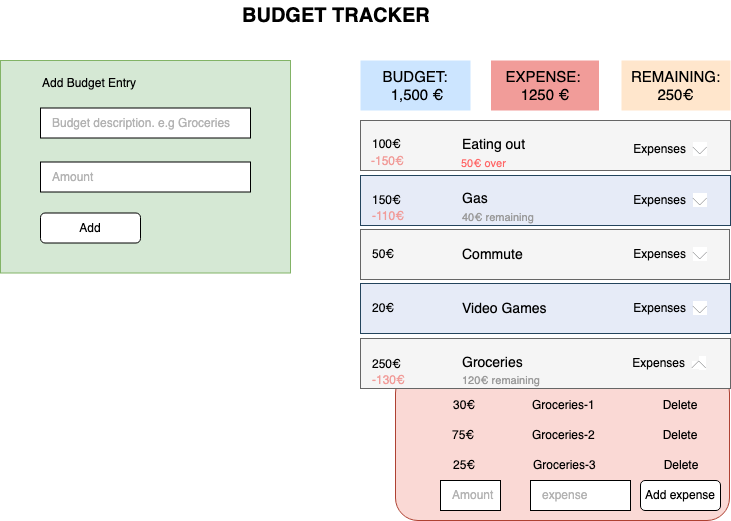 BUDGET TRACKER
Add Budget Entry
Budget description. e.g Groceries
Amount
Add
BUDGET:
1,500 €
EXPENSE:
1250 €
REMAINING:
250€
100€ Eating out Expenses
-150€ 50€ over
150€ Gas Expenses
-110€ 40€ remaining
50€ Commute Expenses
20€ Video Games Expenses
250€ Groceries Expenses
-130€ 120€ remaining
30€ Groceries-1 Delete
75€ Groceries-2 Delete
25€ Groceries-3 Delete
Amount expense Add expense